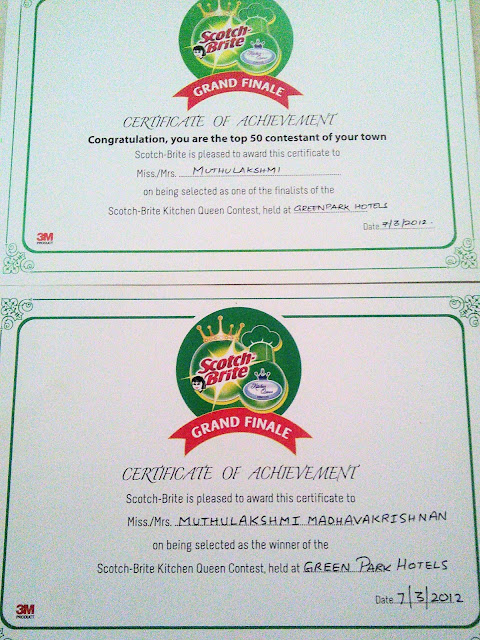 Scotch-
Brite
Kitchen
Queen
GRAND FINALE
CERTIFICATE OF ACHIEVEMENT
Congratulation, you are the top 50 contestant of your town
Scotch-Brite is pleased to award this certificate to
Miss./Mrs. MUTHULAKSHMI
on being selected as one of the finalists of the
Scotch-Brite Kitchen Queen Contest, held at GREENPARK HOTELS
Date 7/3/2012.
3M
PRODUCT
Scotch-
Brite
Kitchen
Queen
GRAND FINALE
CERTIFICATE OF ACHIEVEMENT
Scotch-Brite is pleased to award this certificate to
Miss./Mrs. MUTHULAKSHMI MADHAVAKRISHNAN
on being selected as the winner of the
Scotch-Brite Kitchen Queen Contest, held at GREEN PARK HOTELS
Date 7/3/2012
3M
PRODUCT